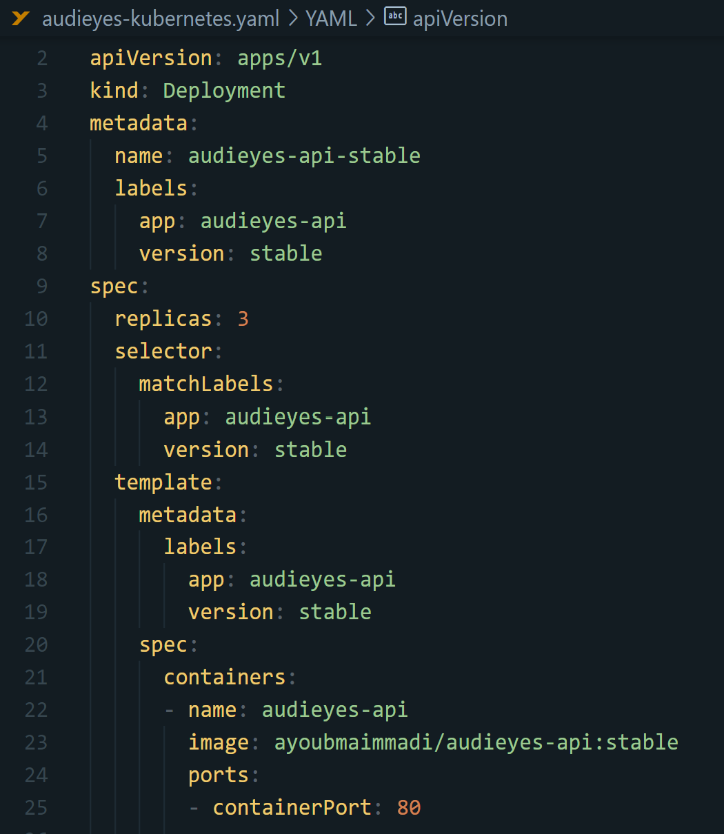 audieyes-kubernetes.yaml > YAML > abc apiVersion
2 apiVersion: apps/v1
3 kind: Deployment
4 metadata:
5 name: audieyes-api-stable
6 labels:
7 app: audieyes-api
8 version: stable
9 spec:
10 replicas: 3
11 selector:
12 matchLabels:
13 app: audieyes-api
14 version: stable
15 template:
16 metadata:
17 labels:
18 app: audieyes-api
19 version: stable
20 spec:
21 containers:
22 - name: audieyes-api
23 image: ayoubmaimmadi/audieyes-api:stable
24 ports:
25 - containerPort: 80